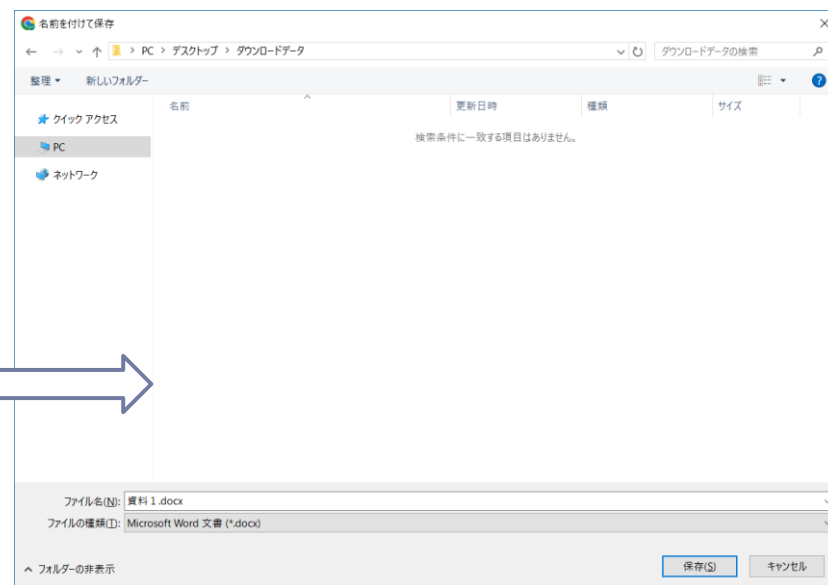 名前を付けて保存
PC > デスクトップ > ダウンロードデータ ダウンロードデータの検索
整理 新しいフォルダー
名前 更新日時 種類 サイズ
クイック アクセス
検索条件に一致する項目はありません。
PC
ネットワーク
ファイル名(N): 資料1.docx
ファイルの種類(T): Microsoft Word 文書 (*.docx)
フォルダーの非表示 保存(S) キャンセル